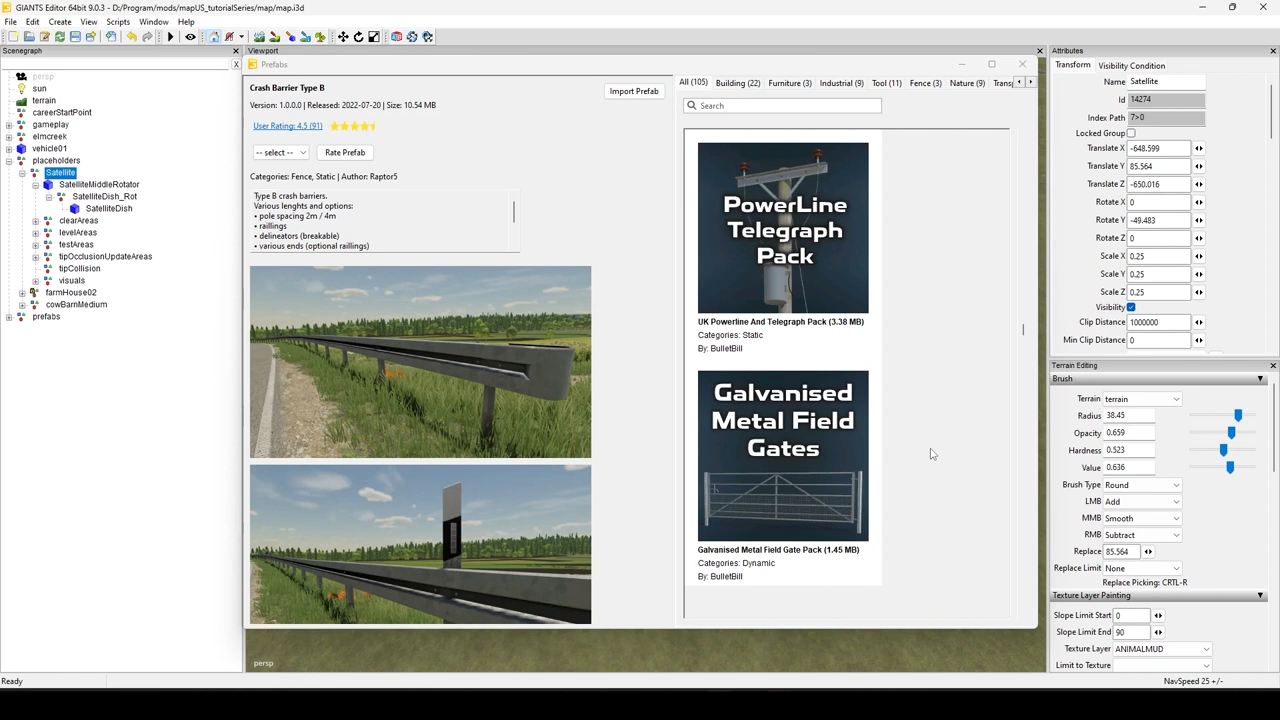 GIANTS Editor 64bit 9.0.3 - D:/Program/mods/mapUS_tutorialSeries/map/map.i3d
File Edit Create View Scripts Window Help
Scenegraph
Viewport
Attributes
persp
sun
terrain
careerStartPoint
gameplay
elmcreek
vehicle01
placeholders
Satellite
SatelliteMiddleRotator
SatelliteDish_Rot
SatelliteDish
clearAreas
levelAreas
testAreas
tipOcclusionUpdateAreas
tipCollision
visuals
farmHouse02
cowBarnMedium
prefabs
Prefabs
Crash Barrier Type B
Import Prefab
Version: 1.0.0.0 | Released: 2022-07-20 | Size: 10.54 MB
User Rating: 4.5 (91)
-- select --
Rate Prefab
Categories: Fence, Static | Author: Raptor5
Type B crash barriers.
Various lenghts and options:
• pole spacing 2m / 4m
• raillings
• delineators (breakable)
• various ends (optional raillings)
All (105) Building (22) Furniture (3) Industrial (9) Tool (11) Fence (3) Nature (9) Trans
Search
PowerLine
Telegraph
Pack
UK Powerline And Telegraph Pack (3.38 MB)
Categories: Static
By: BulletBill
Galvanised
Metal Field
Gates
Galvanised Metal Field Gate Pack (1.45 MB)
Categories: Dynamic
By: BulletBill
persp
Transform Visibility Condition
Name Satellite
Id 14274
Index Path 7>0
Locked Group
Translate X -648.599
Translate Y 85.564
Translate Z -650.016
Rotate X 0
Rotate Y -49.483
Rotate Z 0
Scale X 0.25
Scale Y 0.25
Scale Z 0.25
Visibility
Clip Distance 1000000
Min Clip Distance 0
Terrain Editing
Brush
Terrain terrain
Radius 38.45
Opacity 0.659
Hardness 0.523
Value 0.636
Brush Type Round
LMB Add
MMB Smooth
RMB Subtract
Replace 85.564
Replace Limit None
Replace Picking: CRTL-R
Texture Layer Painting
Slope Limit Start 0
Slope Limit End 90
Texture Layer ANIMALMUD
Limit to Texture
Ready
NavSpeed 25 +/-